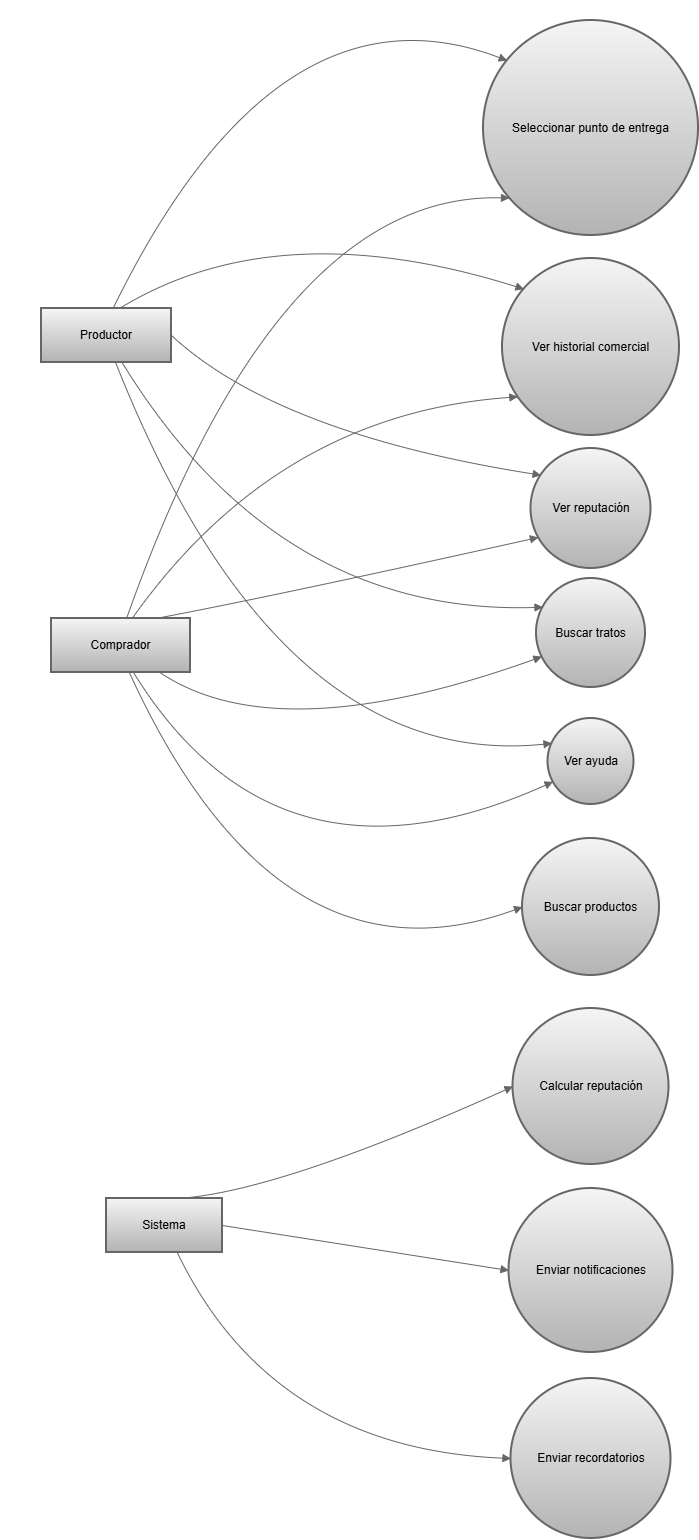 Seleccionar punto de entrega
Productor
Ver historial comercial
Ver reputación
Buscar tratos
Comprador
Ver ayuda
Buscar productos
Calcular reputación
Sistema
Enviar notificaciones
Enviar recordatorios